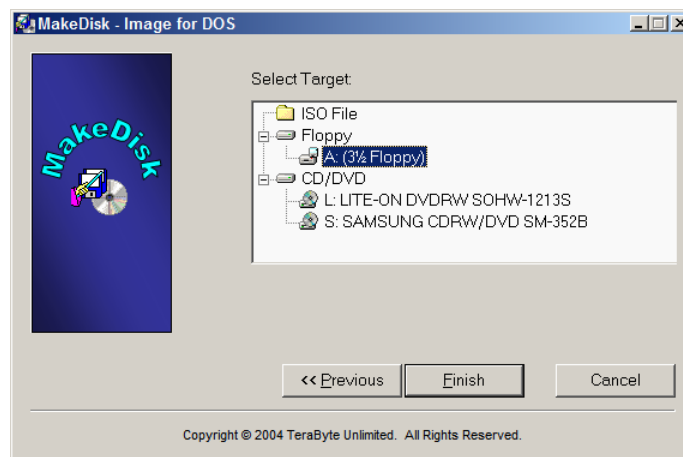 MakeDisk - Image for DOS
MakeDisk
Select Target:
ISO File
Floppy
A: (3½ Floppy)
CD/DVD
L: LITE-ON DVDRW SOHW-1213S
S: SAMSUNG CDRW/DVD SM-352B
<< Previous
Finish
Cancel
Copyright © 2004 TeraByte Unlimited. All Rights Reserved.